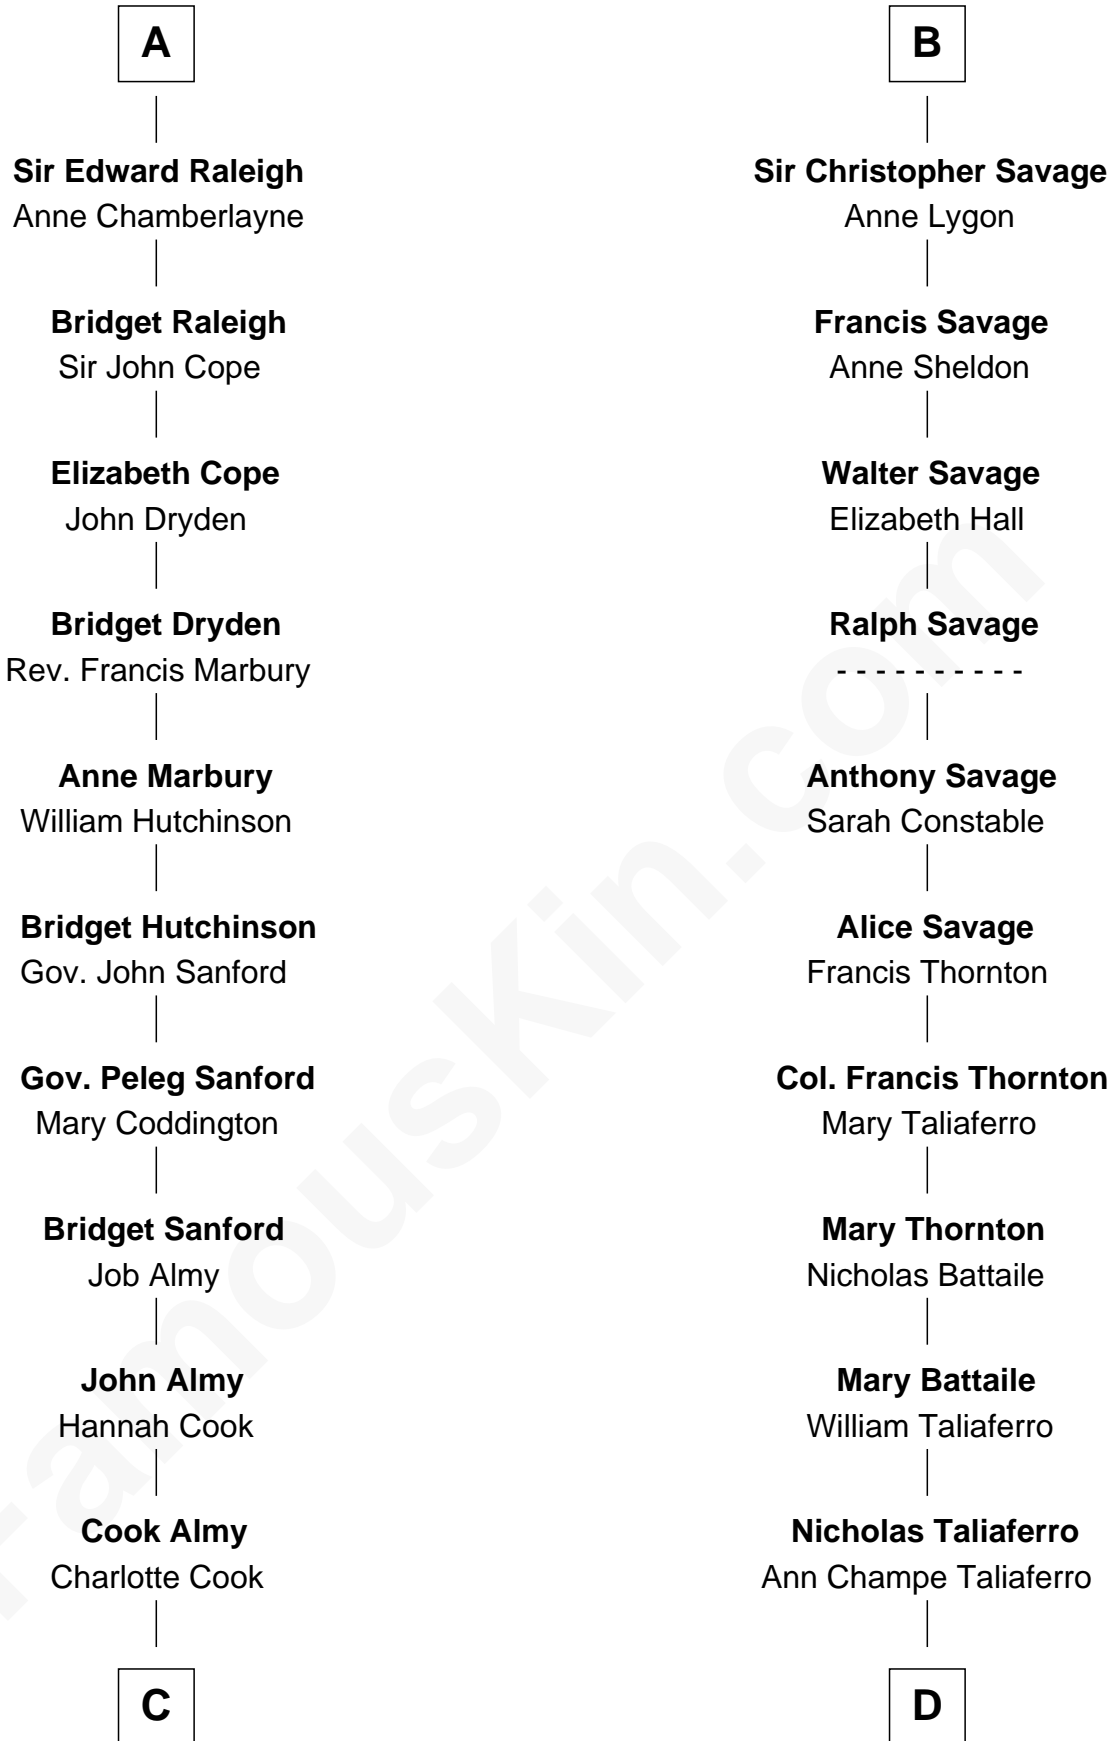 A
Sir Edward Raleigh
Anne Chamberlayne
Bridget Raleigh
Sir John Cope
Elizabeth Cope
John Dryden
Bridget Dryden
Rev. Francis Marbury
Anne Marbury
William Hutchinson
Bridget Hutchinson
Gov. John Sanford
Gov. Peleg Sanford
Mary Coddington
Bridget Sanford
Job Almy
John Almy
Hannah Cook
Cook Almy
Charlotte Cook
C
B
Sir Christopher Savage
Anne Lygon
Francis Savage
Anne Sheldon
Walter Savage
Elizabeth Hall
Ralph Savage
- - - - - - - - - -
Anthony Savage
Sarah Constable
Alice Savage
Francis Thornton
Col. Francis Thornton
Mary Taliaferro
Mary Thornton
Nicholas Battaile
Mary Battaile
William Taliaferro
Nicholas Taliaferro
Ann Champe Taliaferro
D
FamousKin.com